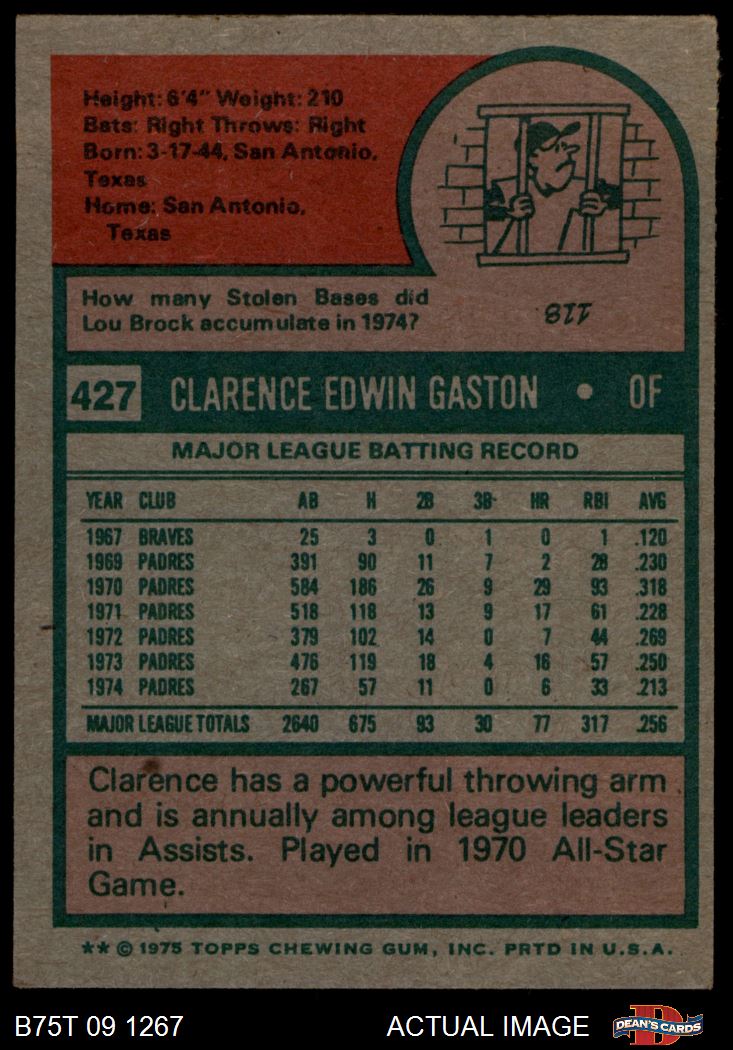 Height: 6'4" Weight: 210
Bats: Right Throws: Right
Born: 3-17-44, San Antonio,
Texas
Home: San Antonio,
Texas
How many Stolen Bases did
Lou Brock accumulate in 1974?
118
427 CLARENCE EDWIN GASTON • OF
MAJOR LEAGUE BATTING RECORD
YEAR CLUB AB H 2B 3B HR RBI AVG
1967 BRAVES 25 3 0 1 0 1 .120
1969 PADRES 391 90 11 7 2 28 .230
1970 PADRES 584 186 26 9 29 93 .318
1971 PADRES 518 118 13 9 17 61 .228
1972 PADRES 379 102 14 0 7 44 .269
1973 PADRES 476 119 18 4 16 57 .250
1974 PADRES 267 57 11 0 6 33 .213
MAJOR LEAGUE TOTALS 2640 675 93 30 77 317 .256
Clarence has a powerful throwing arm
and is annually among league leaders
in Assists. Played in 1970 All-Star
Game.
** © 1975 TOPPS CHEWING GUM, INC. PRTD IN U.S.A.
B75T 09 1267 ACTUAL IMAGE DEAN'S CARDS